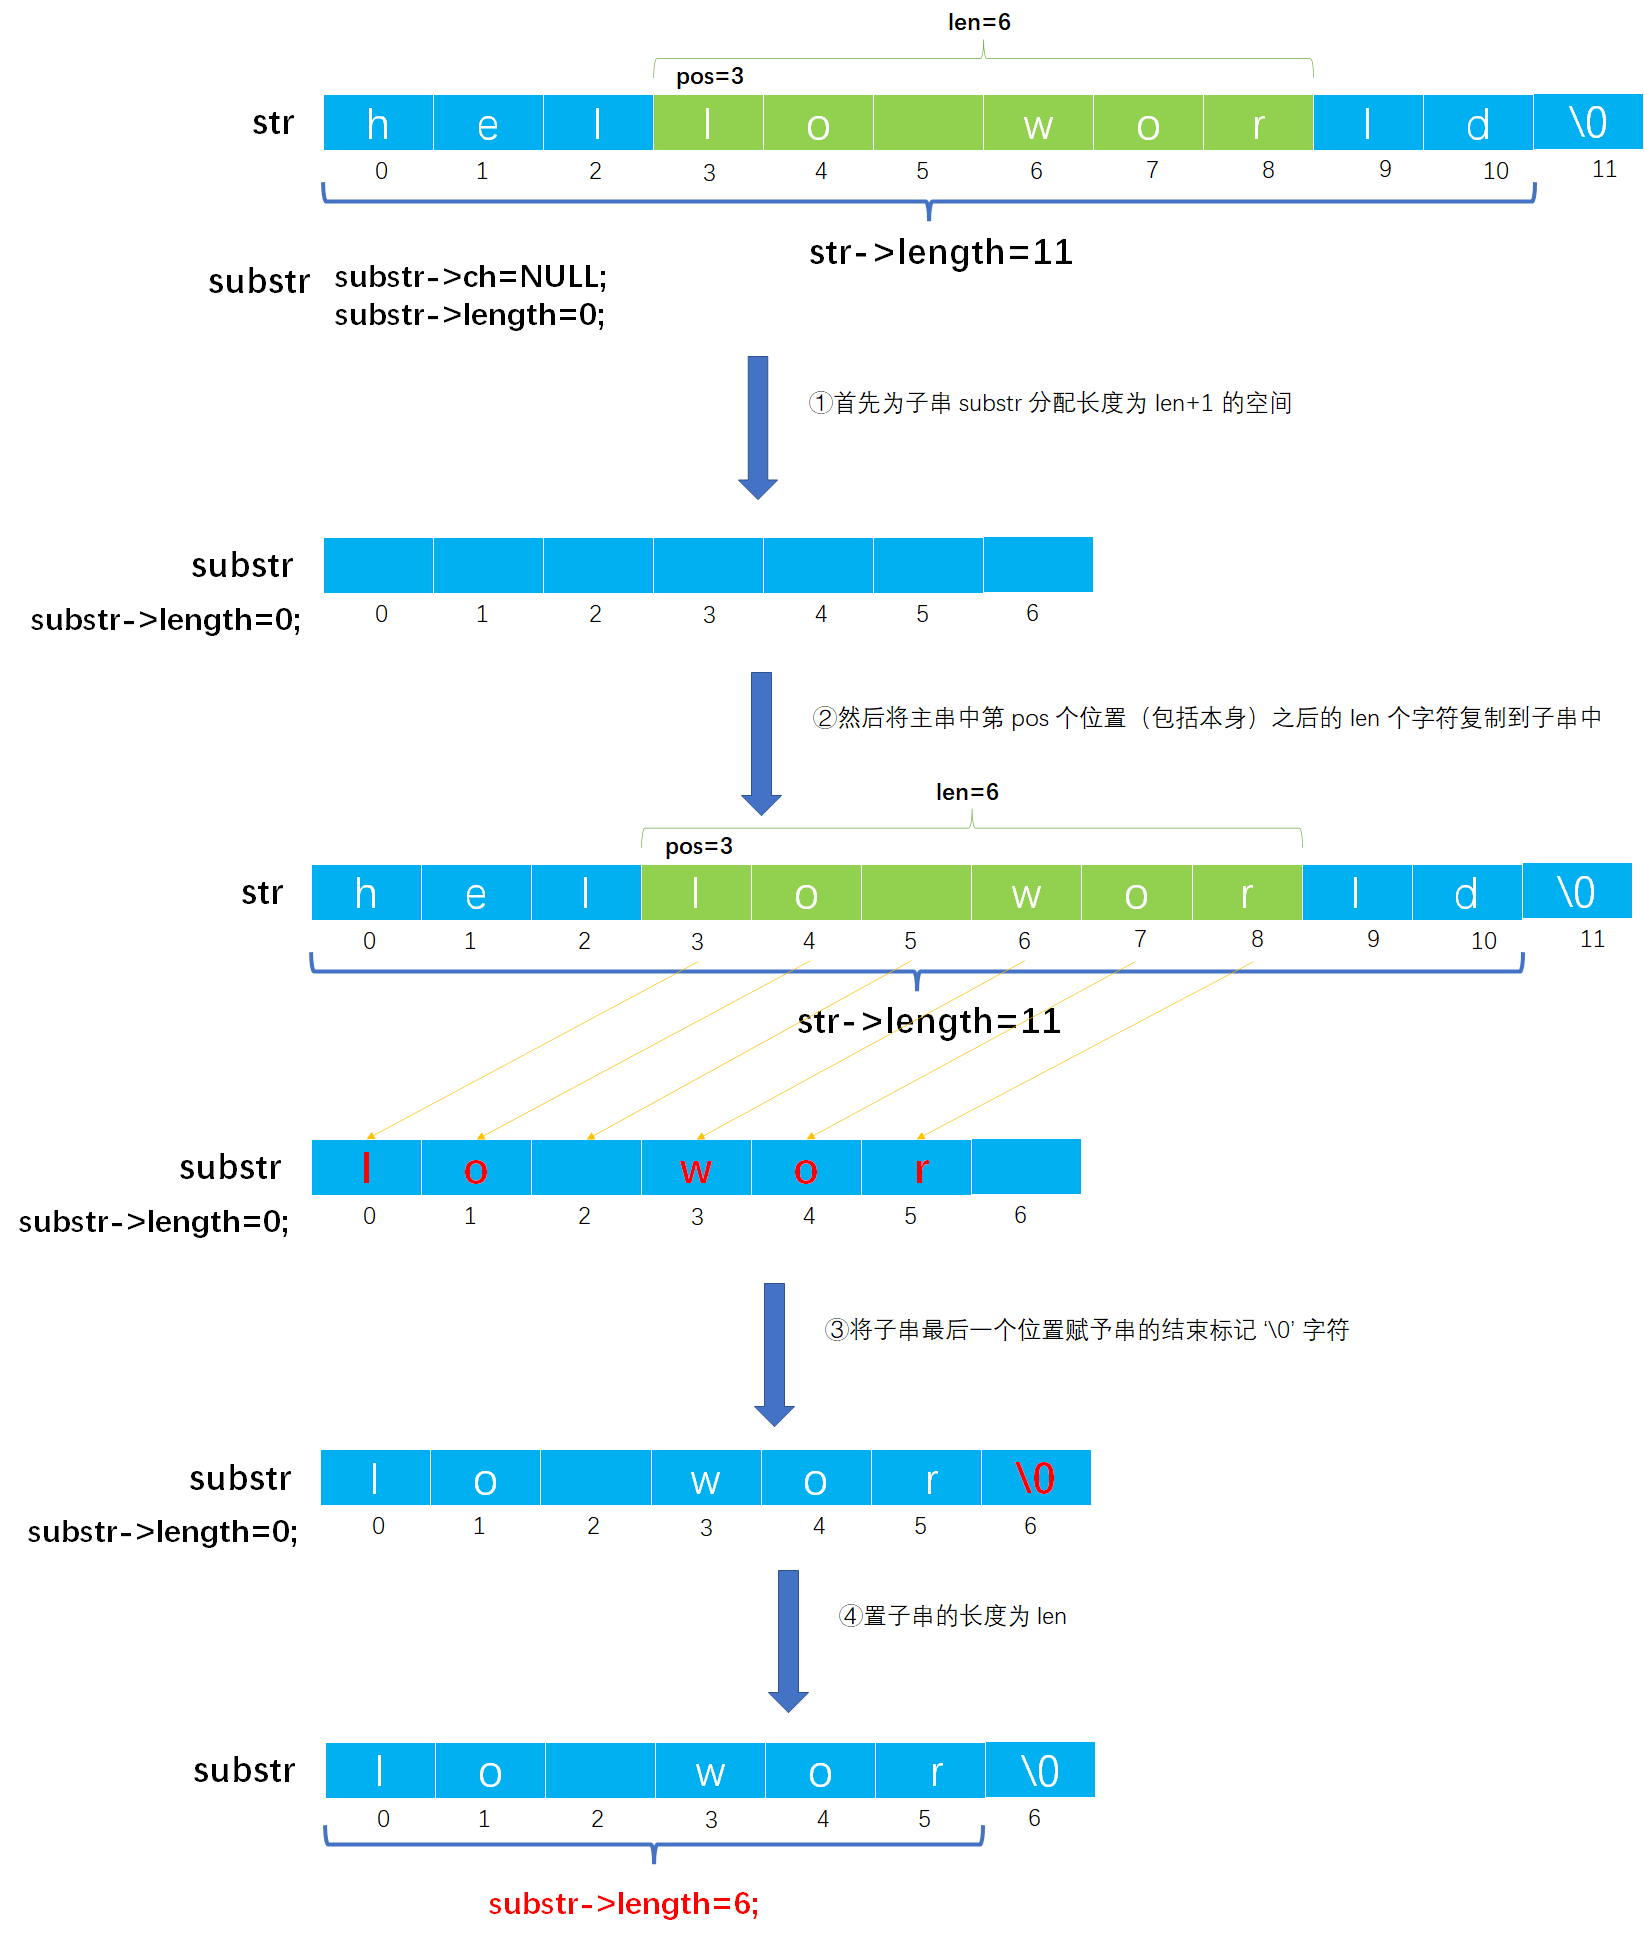 len=6
pos=3
str h e l l o w o r l d \0
0 1 2 3 4 5 6 7 8 9 10 11
str->length=11
substr substr->ch=NULL;
substr->length=0;
①首先为子串 substr 分配长度为 len+1 的空间
substr
substr->length=0; 0 1 2 3 4 5 6
②然后将主串中第 pos 个位置（包括本身）之后的 len 个字符复制到子串中
len=6
pos=3
str h e l l o w o r l d \0
0 1 2 3 4 5 6 7 8 9 10 11
str->length=11
substr l o w o r
substr->length=0; 0 1 2 3 4 5 6
③将子串最后一个位置赋予串的结束标记 ‘\0’ 字符
substr l o w o r \0
substr->length=0; 0 1 2 3 4 5 6
④置子串的长度为 len
substr l o w o r \0
0 1 2 3 4 5 6
substr->length=6;